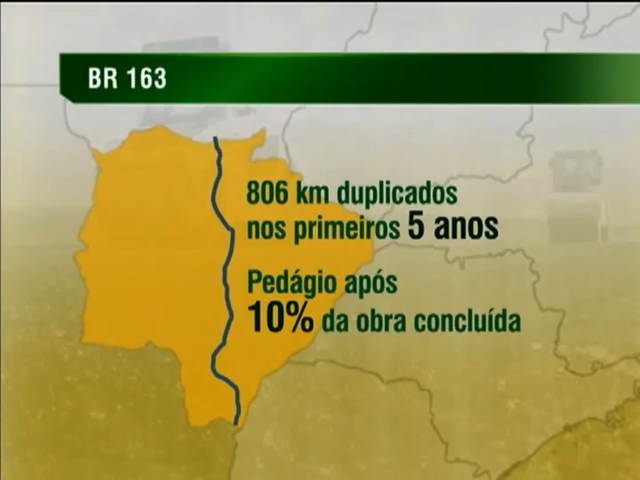 BR 163
806 km duplicados
nos primeiros 5 anos
Pedágio após
10% da obra concluída